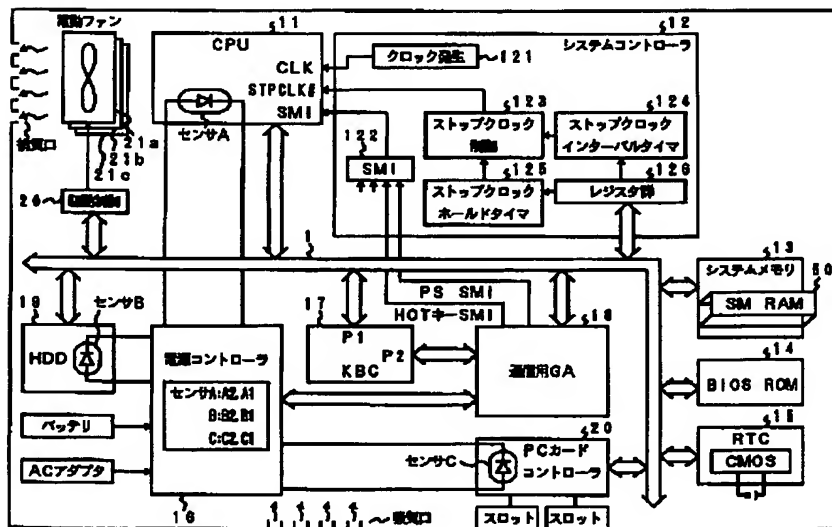 電動ファン
11
CPU
CLK
STPCLK#
SMI
センサA
12
システムコントローラ
クロック発生
121
123
124
ストップクロック
制御
ストップクロック
インターバルタイマ
122
SMI
125
126
ストップクロック
ホールドタイマ
レジスタ群
21a
21b
21c
26
1
PS SMI
HOTキーSMI
13
システムメモリ
50
SM RAM
19
センサB
HDD
17
P1
P2
KBC
18
通信用GA
14
BIOS ROM
電源コントローラ
センサA:A2,A1
B:B2,B1
C:C2,C1
15
RTC
CMOS
バッテリ
ACアダプタ
センサC
20
PCカード
コントローラ
16
吸気口
スロット
スロット